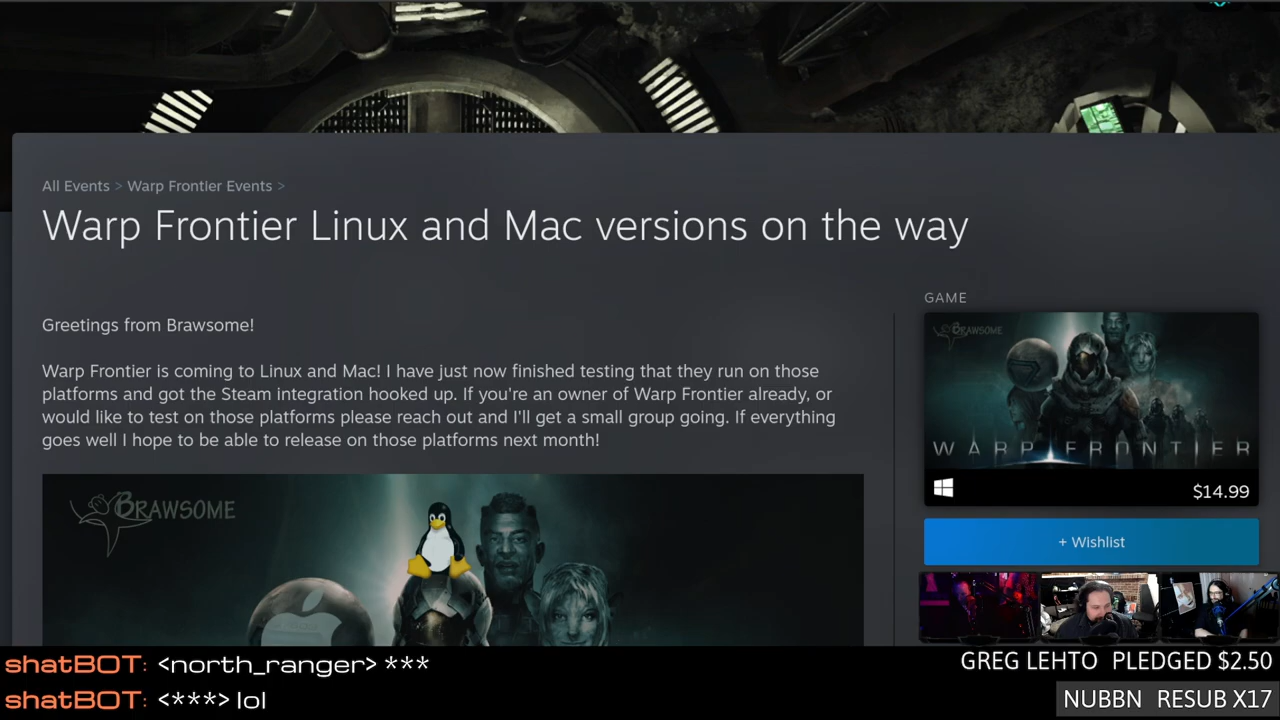 All Events > Warp Frontier Events >
Warp Frontier Linux and Mac versions on the way
Greetings from Brawsome!
Warp Frontier is coming to Linux and Mac! I have just now finished testing that they run on those
platforms and got the Steam integration hooked up. If you're an owner of Warp Frontier already, or
would like to test on those platforms please reach out and I'll get a small group going. If everything
goes well I hope to be able to release on those platforms next month!
BRAWSOME
GAME
BRAWSOME
WARP FRONTIER
$14.99
+ Wishlist
shatBOT: <north_ranger> ***
shatBOT: <***> lol
GREG LEHTO PLEDGED $2.50
NUBBN RESUB X17